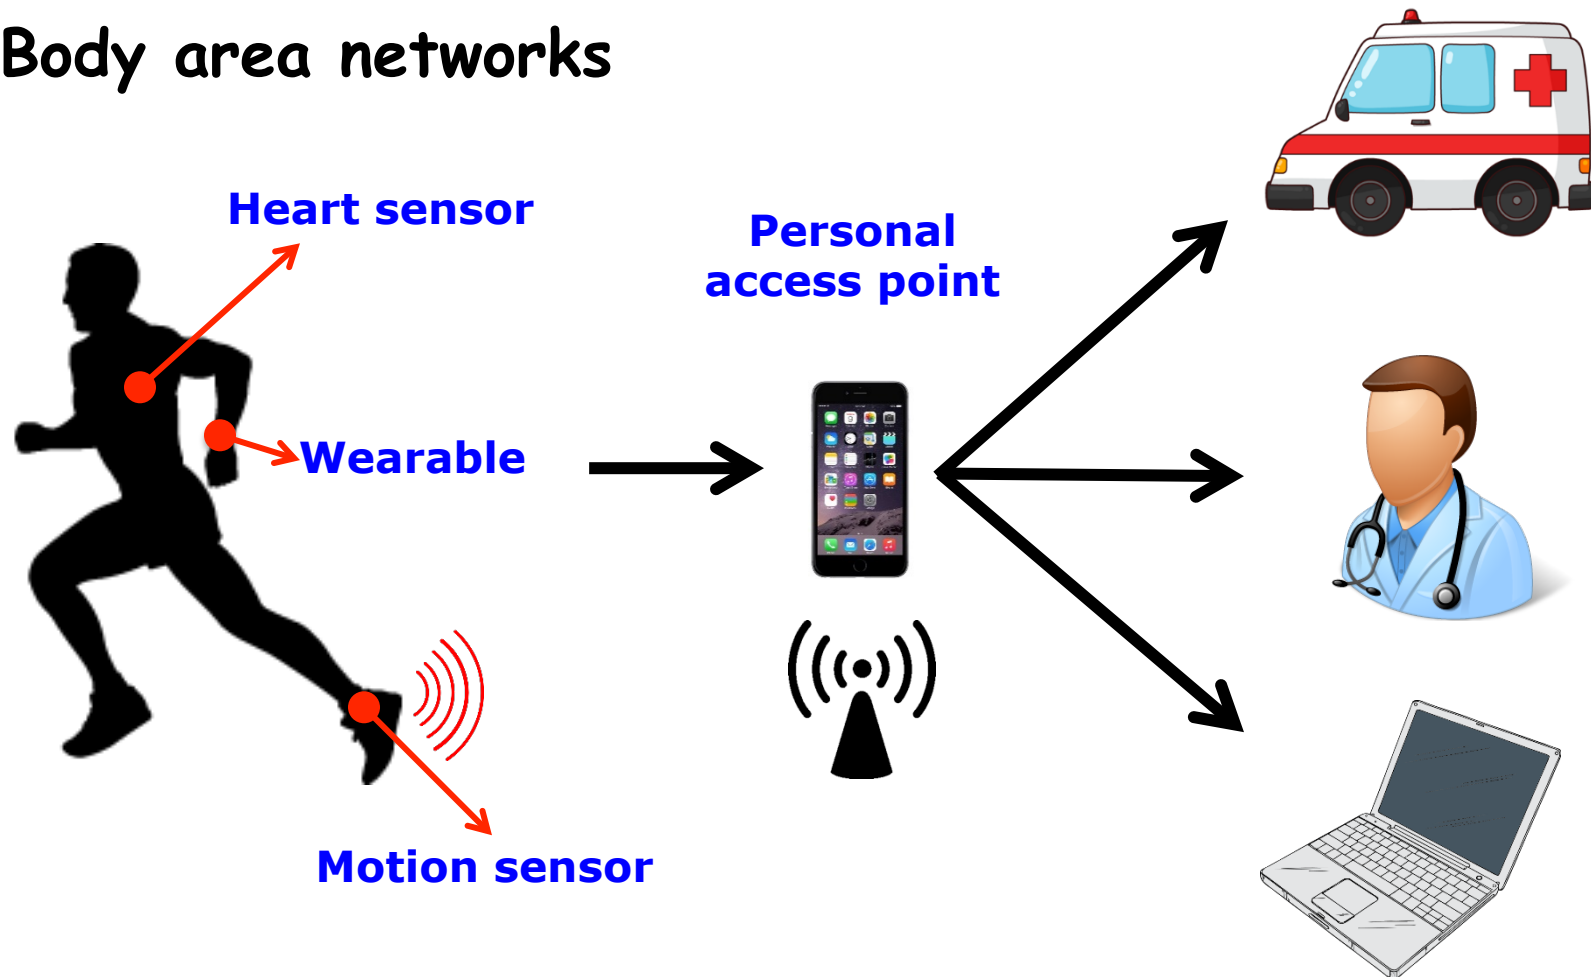 Body area networks
Heart sensor
Personal
access point
Wearable
Motion sensor